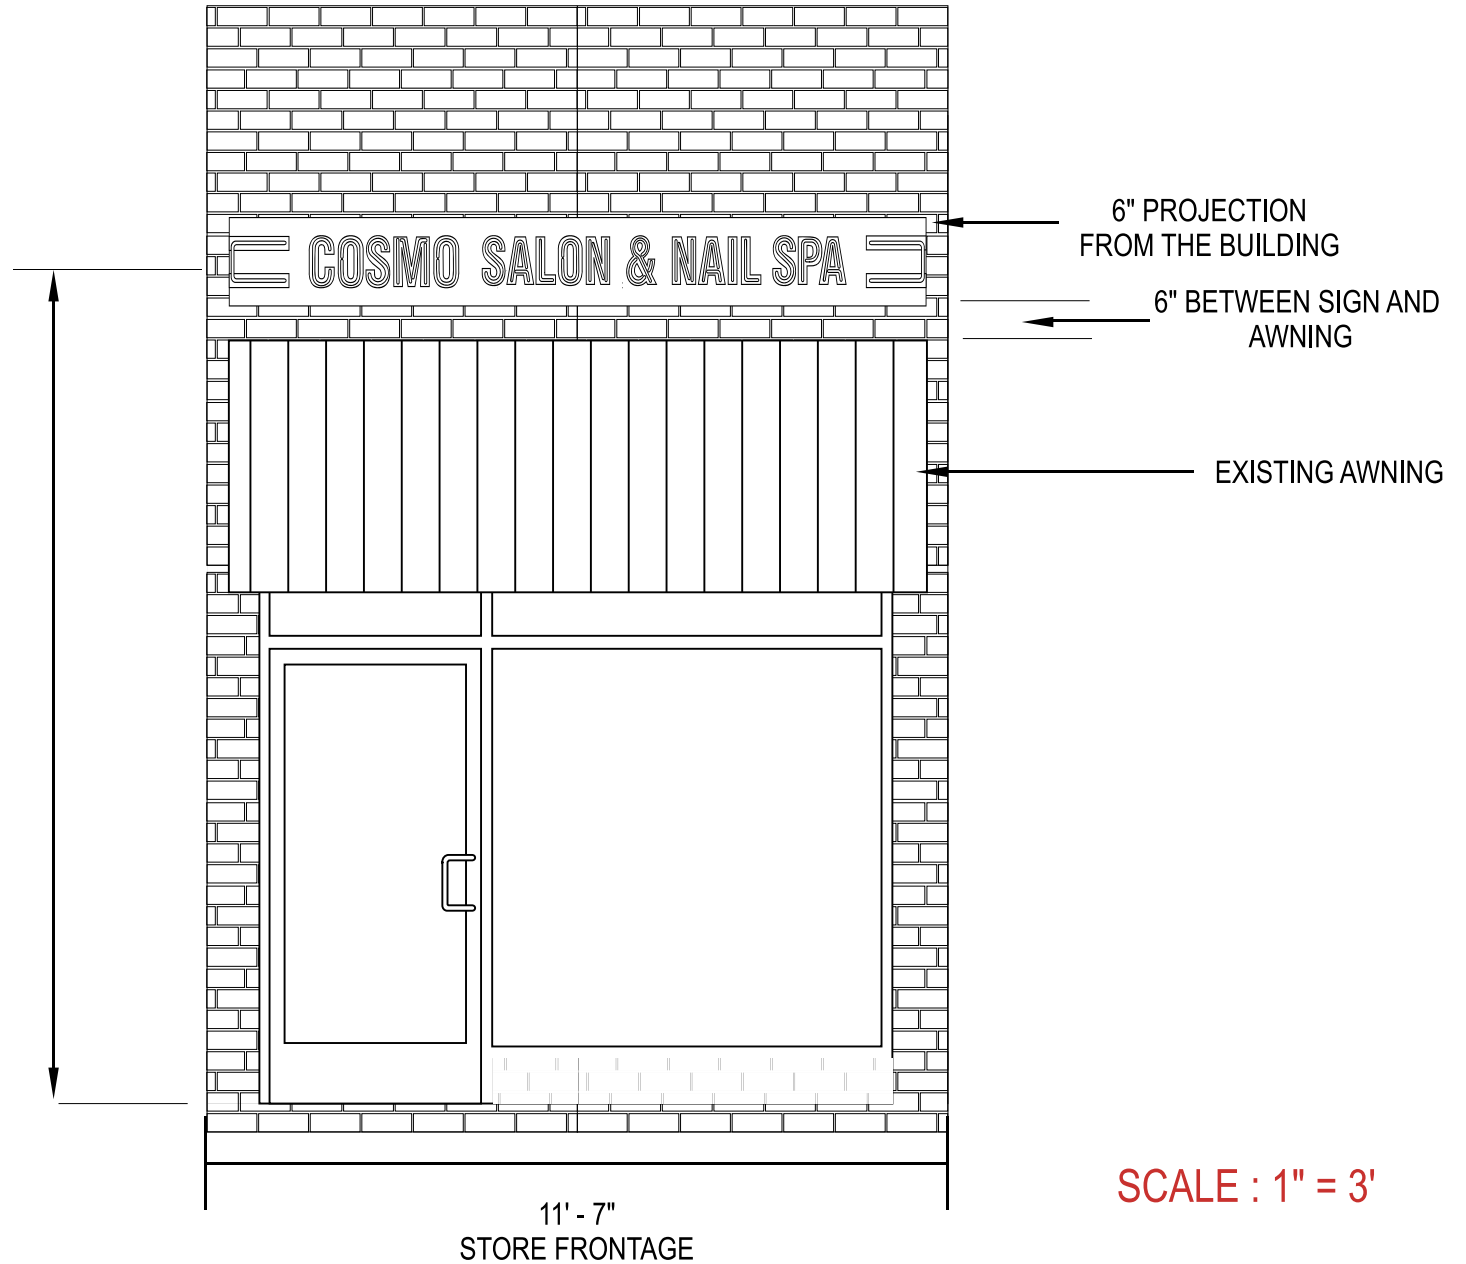 COSMO SALON & NAIL SPA
6" PROJECTION
FROM THE BUILDING
6" BETWEEN SIGN AND
AWNING
EXISTING AWNING
11' - 7"
STORE FRONTAGE
SCALE : 1" = 3'